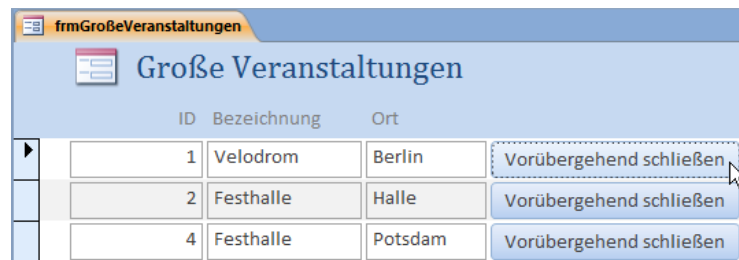 frmGroßeVeranstaltungen
Große Veranstaltungen
ID Bezeichnung Ort
1 Velodrom Berlin Vorübergehend schließen
2 Festhalle Halle Vorübergehend schließen
4 Festhalle Potsdam Vorübergehend schließen